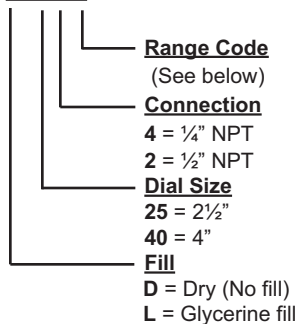 Range Code
(See below)
Connection
4 = ¼” NPT
2 = ½” NPT
Dial Size
25 = 2½”
40 = 4”
Fill
D = Dry (No fill)
L = Glycerine fill